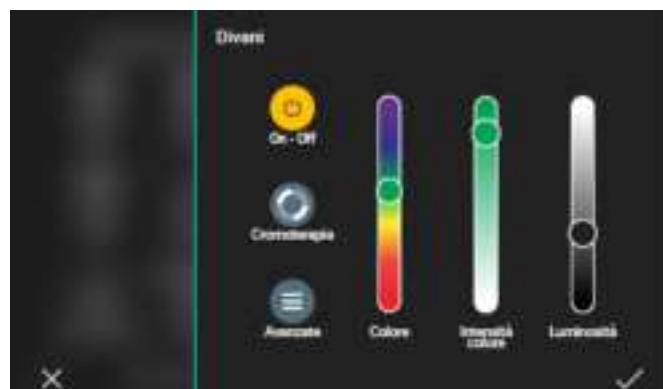 Divani
On - Off
Cromoterapia
Avanzate
Colore
Intensità
colore
Luminosità